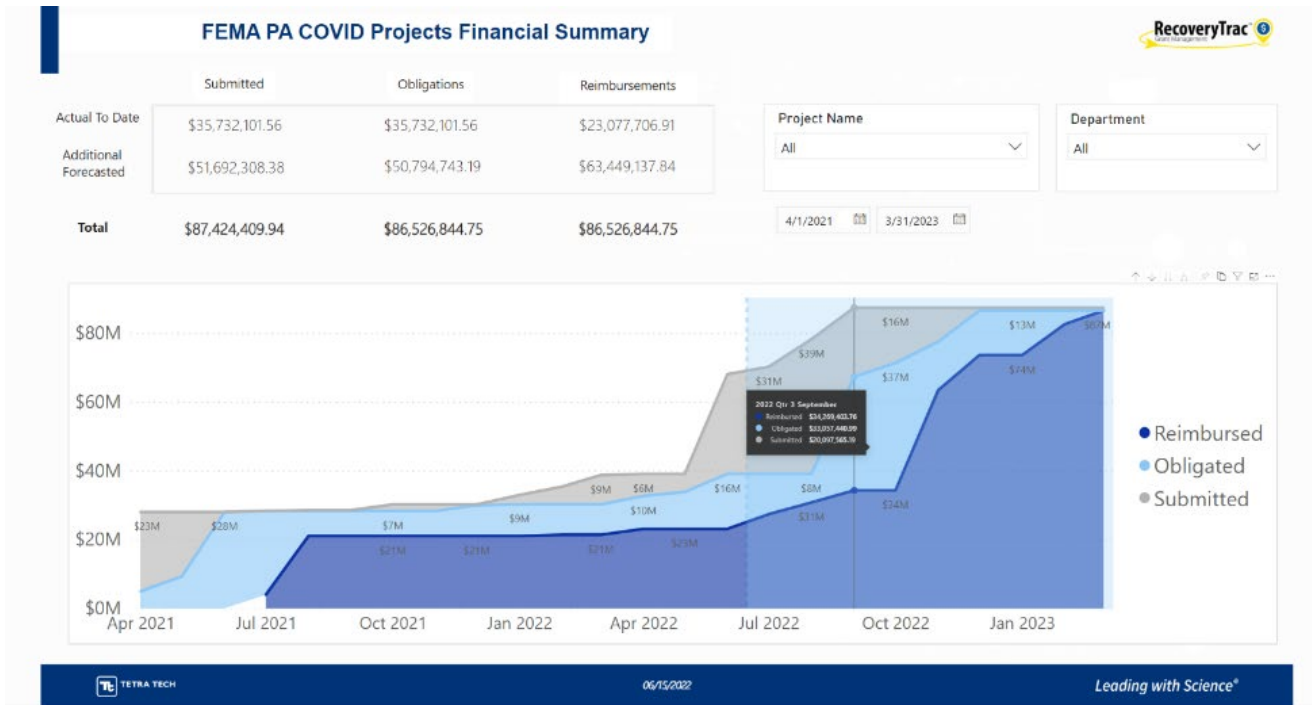 FEMA PA COVID Projects Financial Summary
RecoveryTrac
Grant Management
Submitted Obligations Reimbursements
Actual To Date $35,732,101.56 $35,732,101.56 $23,077,706.91
Additional
Forecasted $51,692,308.38 $50,794,743.19 $63,449,137.84
Total $87,424,409.94 $86,526,844.75 $86,526,844.75
Project Name
All
Department
All
4/1/2021 3/31/2023
$80M
$60M
$40M
$20M
$0M
$16M $13M $87M
$39M
$31M $37M $74M
2022 Qtr 3 September
Reimbursed
Obligated
Submitted $20,097,565.19
$9M $6M $16M $8M
$10M
$23M $28M $7M $9M $31M $34M
$21M $21M $21M $23M
Reimbursed
Obligated
Submitted
Apr 2021 Jul 2021 Oct 2021 Jan 2022 Apr 2022 Jul 2022 Oct 2022 Jan 2023
TETRA TECH
06/15/2022
Leading with Science®